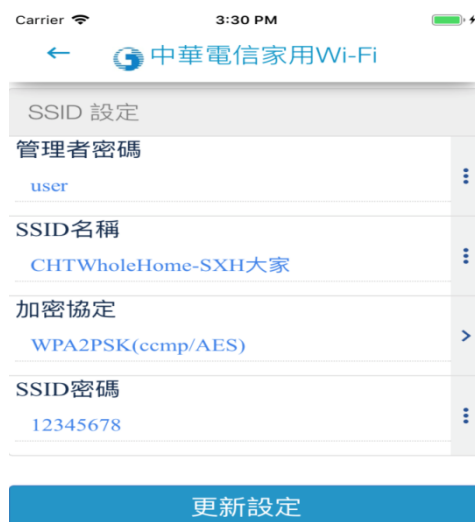 Carrier 3:30 PM
中華電信家用Wi-Fi
SSID 設定
管理者密碼
user
SSID名稱
CHTWholeHome-SXH大家
加密協定
WPA2PSK(ccmp/AES)
SSID密碼
12345678
更新設定